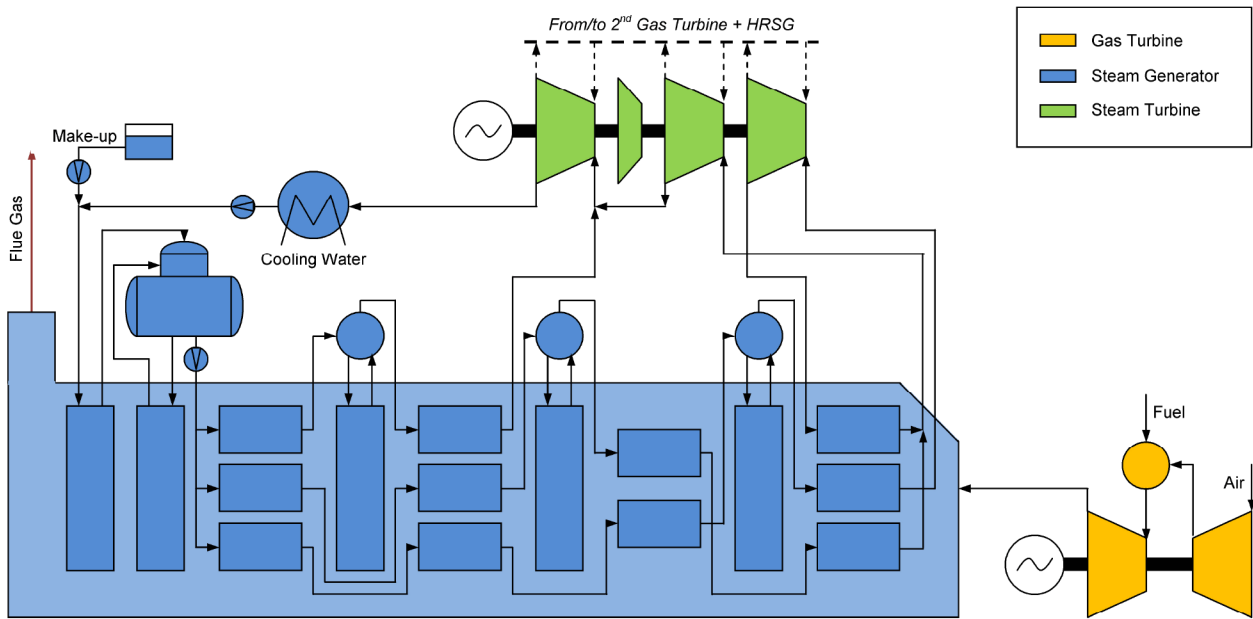 From/to 2nd Gas Turbine + HRSG
Gas Turbine
Steam Generator
Steam Turbine
Make-up
Flue Gas
Cooling Water
Fuel
Air